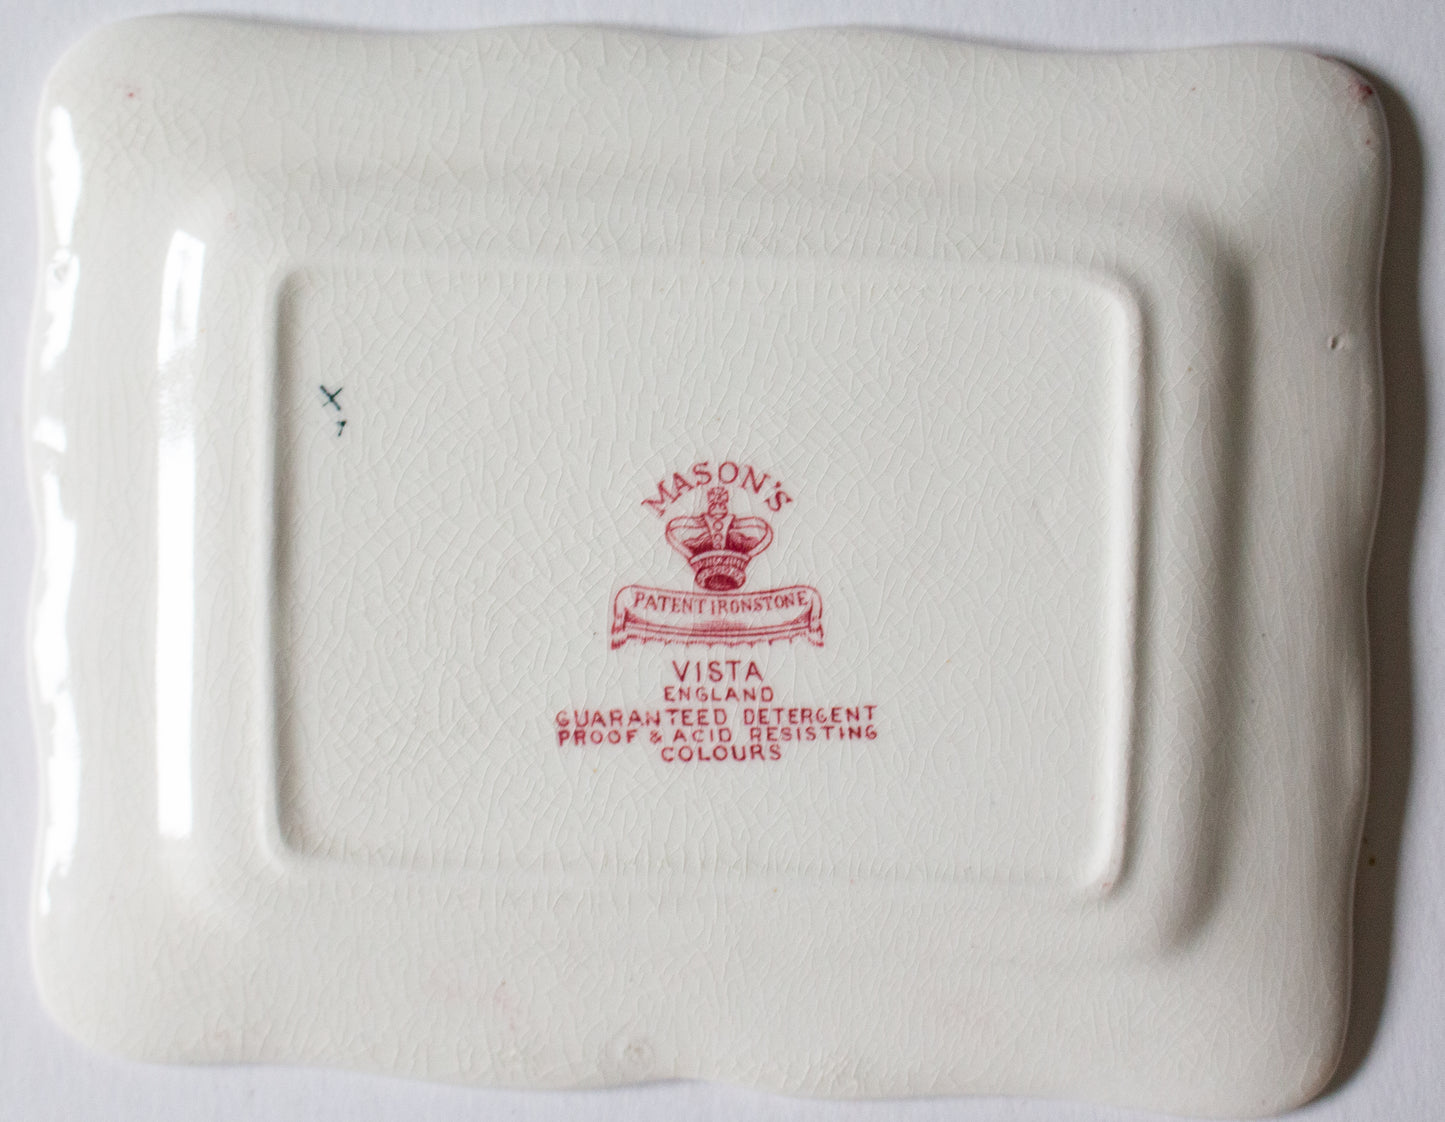 MASON'S
PATENT IRONSTONE
VISTA
ENGLAND
GUARANTEED DETERGENT
PROOF & ACID RESISTING
COLOURS